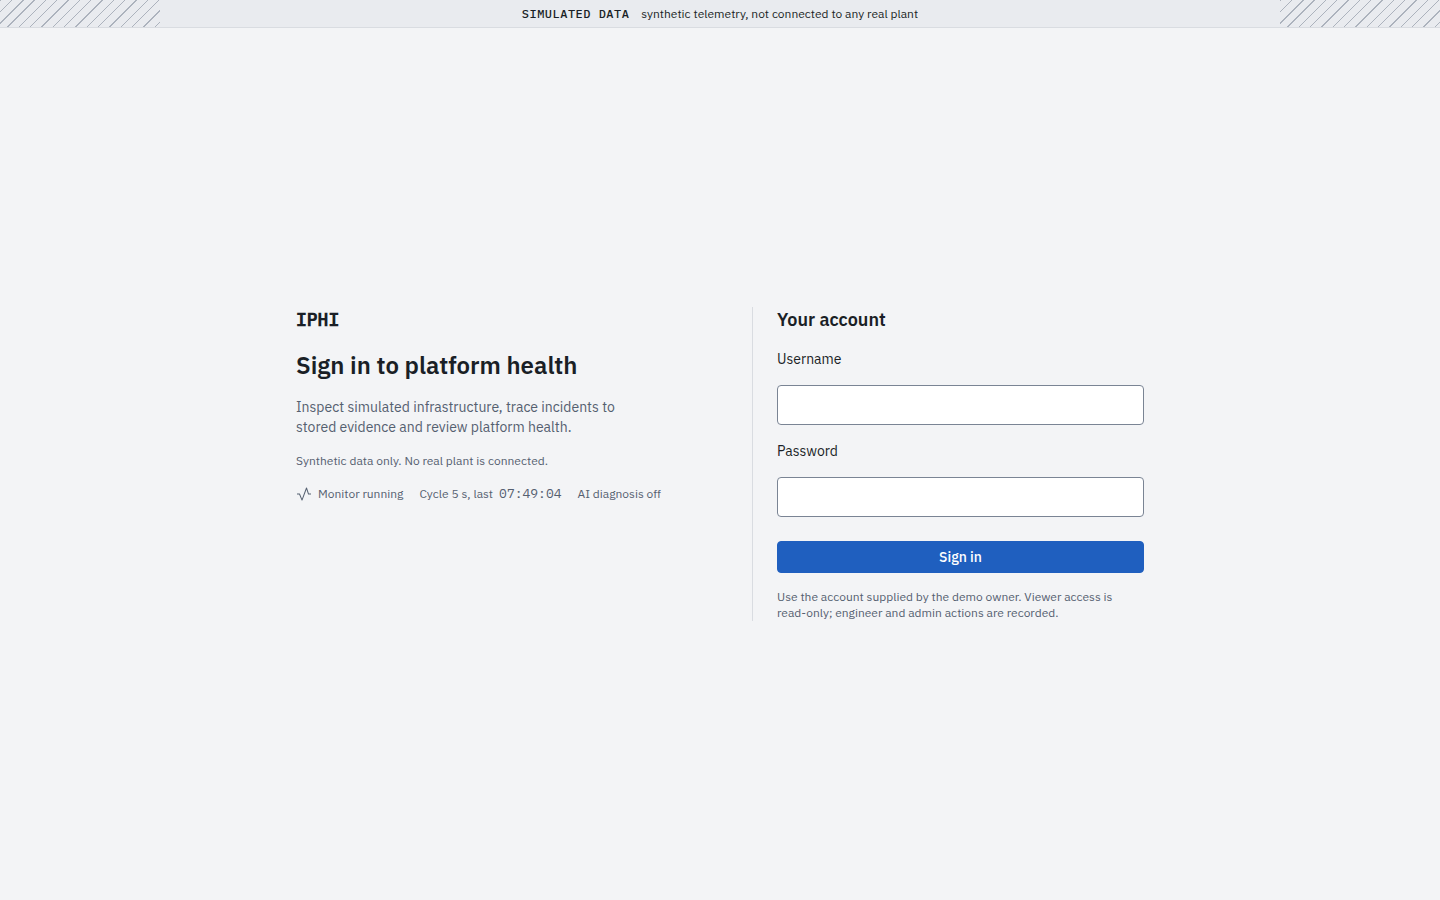 SIMULATED DATA synthetic telemetry, not connected to any real plant
IPHI
Sign in to platform health
Inspect simulated infrastructure, trace incidents to
stored evidence and review platform health.
Synthetic data only. No real plant is connected.
Monitor running Cycle 5 s, last 07:49:04 AI diagnosis off
Your account
Username
Password
Sign in
Use the account supplied by the demo owner. Viewer access is
read-only; engineer and admin actions are recorded.